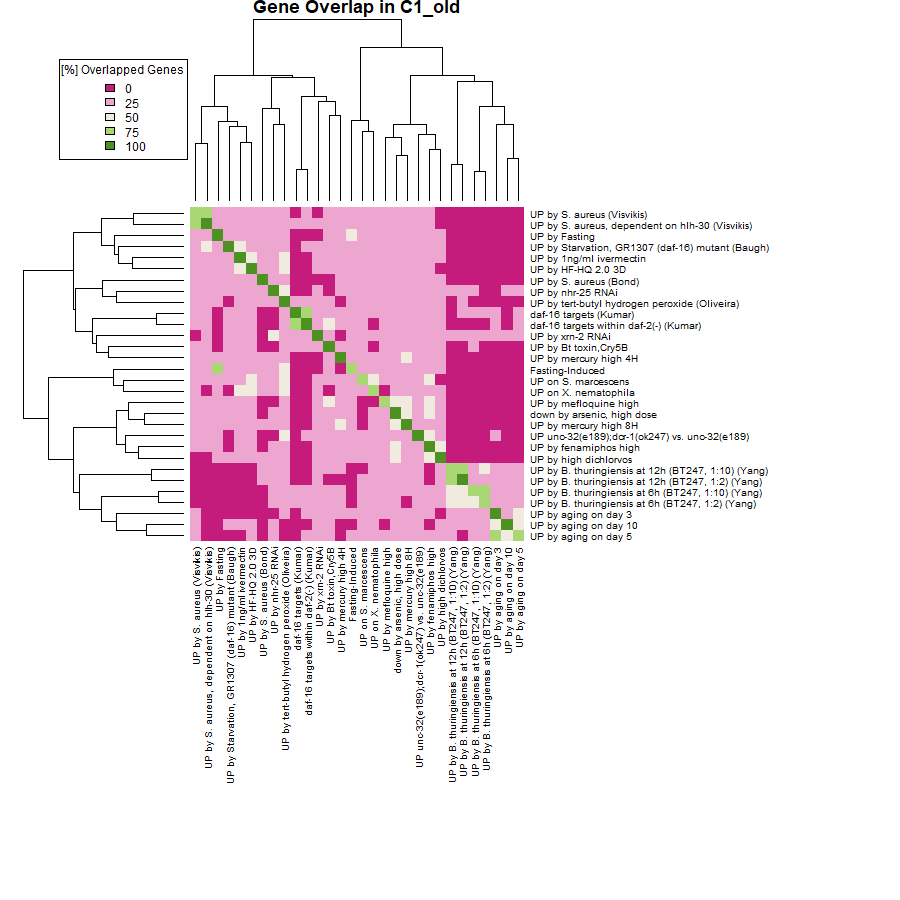 Gene Overlap in C1_old
[%] Overlapped Genes
0
25
50
75
100
UP by S. aureus (Visvikis)
UP by S. aureus, dependent on hlh-30 (Visvikis)
UP by Fasting
UP by Starvation, GR1307 (daf-16) mutant (Baugh)
UP by 1ng/ml ivermectin
UP by HF-HQ 2.0 3D
UP by S. aureus (Bond)
UP by nhr-25 RNAi
UP by tert-butyl hydrogen peroxide (Oliveira)
daf-16 targets (Kumar)
daf-16 targets within daf-2(-) (Kumar)
UP by xrn-2 RNAi
UP by Bt toxin,Cry5B
UP by mercury high 4H
Fasting-Induced
UP on S. marcescens
UP on X. nematophila
UP by mefloquine high
down by arsenic, high dose
UP by mercury high 8H
UP unc-32(e189);dcr-1(ok247) vs. unc-32(e189)
UP by fenamiphos high
UP by high dichlorvos
UP by B. thuringiensis at 12h (BT247, 1:10) (Yang)
UP by B. thuringiensis at 12h (BT247, 1:2) (Yang)
UP by B. thuringiensis at 6h (BT247, 1:10) (Yang)
UP by B. thuringiensis at 6h (BT247, 1:2) (Yang)
UP by aging on day 3
UP by aging on day 10
UP by aging on day 5
UP by S. aureus (Visvikis)
UP by S. aureus, dependent on hlh-30 (Visvikis)
UP by Fasting
UP by Starvation, GR1307 (daf-16) mutant (Baugh)
UP by 1ng/ml ivermectin
UP by HF-HQ 2.0 3D
UP by S. aureus (Bond)
UP by nhr-25 RNAi
UP by tert-butyl hydrogen peroxide (Oliveira)
daf-16 targets (Kumar)
daf-16 targets within daf-2(-) (Kumar)
UP by xrn-2 RNAi
UP by Bt toxin,Cry5B
UP by mercury high 4H
Fasting-Induced
UP on S. marcescens
UP on X. nematophila
UP by mefloquine high
down by arsenic, high dose
UP by mercury high 8H
UP unc-32(e189);dcr-1(ok247) vs. unc-32(e189)
UP by fenamiphos high
UP by high dichlorvos
UP by B. thuringiensis at 12h (BT247, 1:10) (Yang)
UP by B. thuringiensis at 12h (BT247, 1:2) (Yang)
UP by B. thuringiensis at 6h (BT247, 1:10) (Yang)
UP by B. thuringiensis at 6h (BT247, 1:2) (Yang)
UP by aging on day 3
UP by aging on day 10
UP by aging on day 5